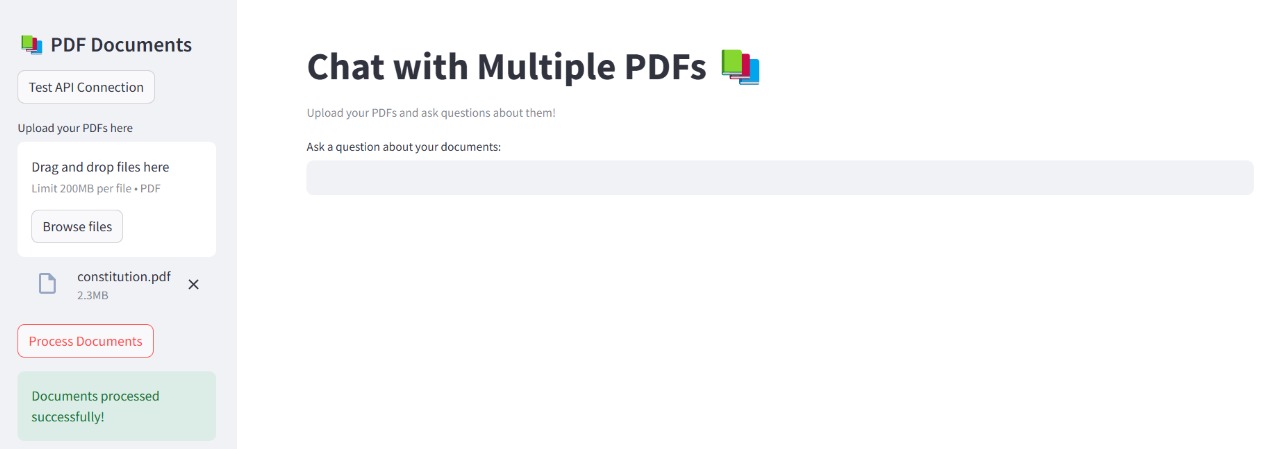 PDF Documents
Test API Connection
Upload your PDFs here
Drag and drop files here
Limit 200MB per file • PDF
Browse files
constitution.pdf
2.3MB
Process Documents
Documents processed
successfully!
Chat with Multiple PDFs
Upload your PDFs and ask questions about them!
Ask a question about your documents: